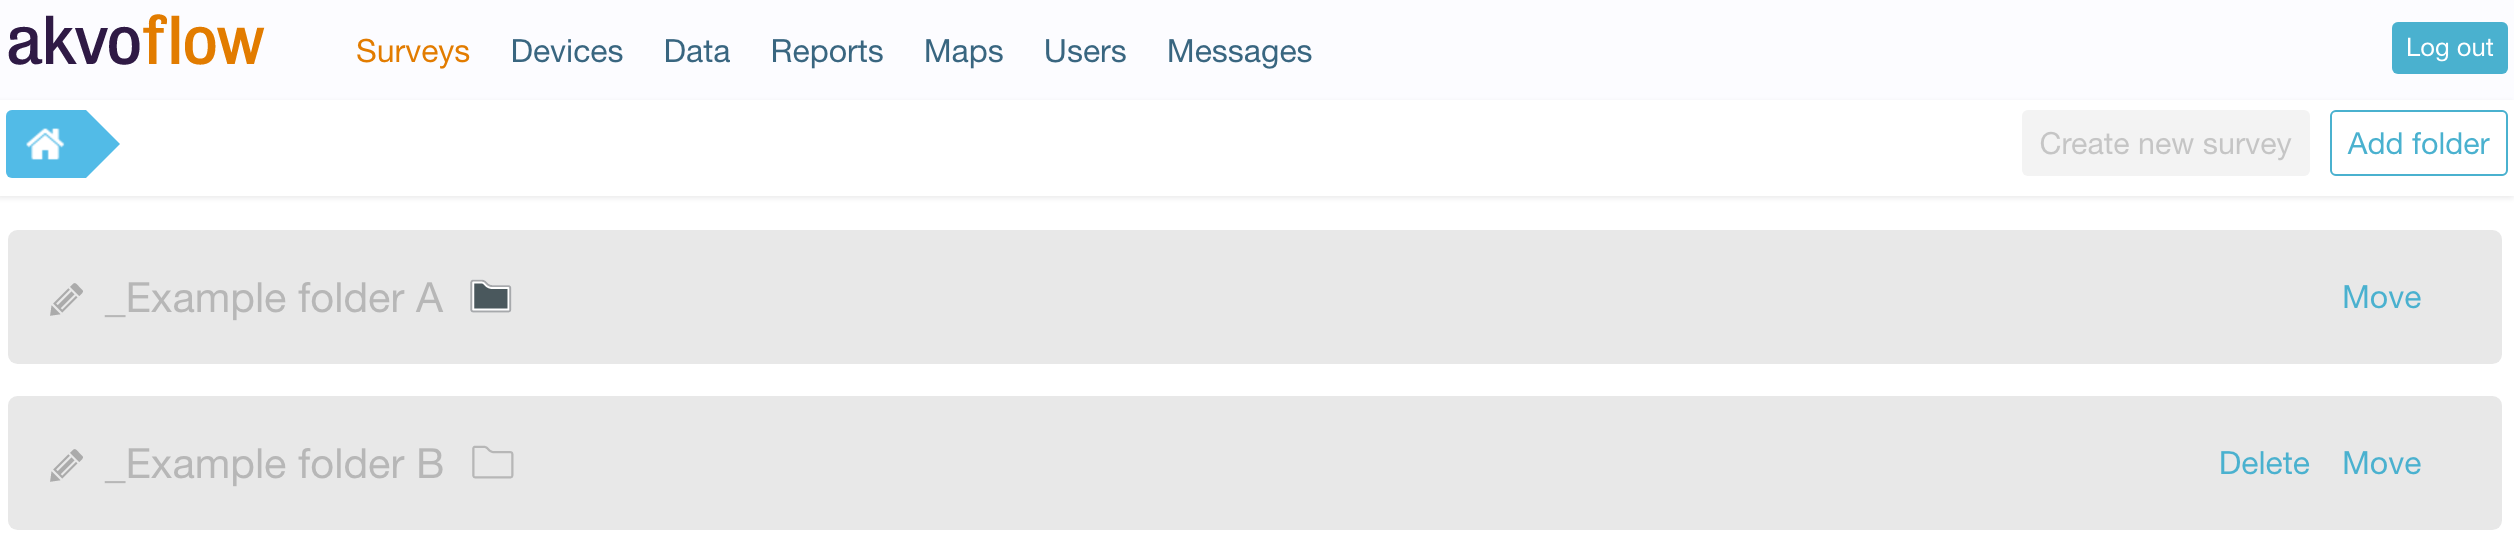 akvoflow Surveys Devices Data Reports Maps Users Messages Log out
Create new survey Add folder
_Example folder A Move
_Example folder B Delete Move